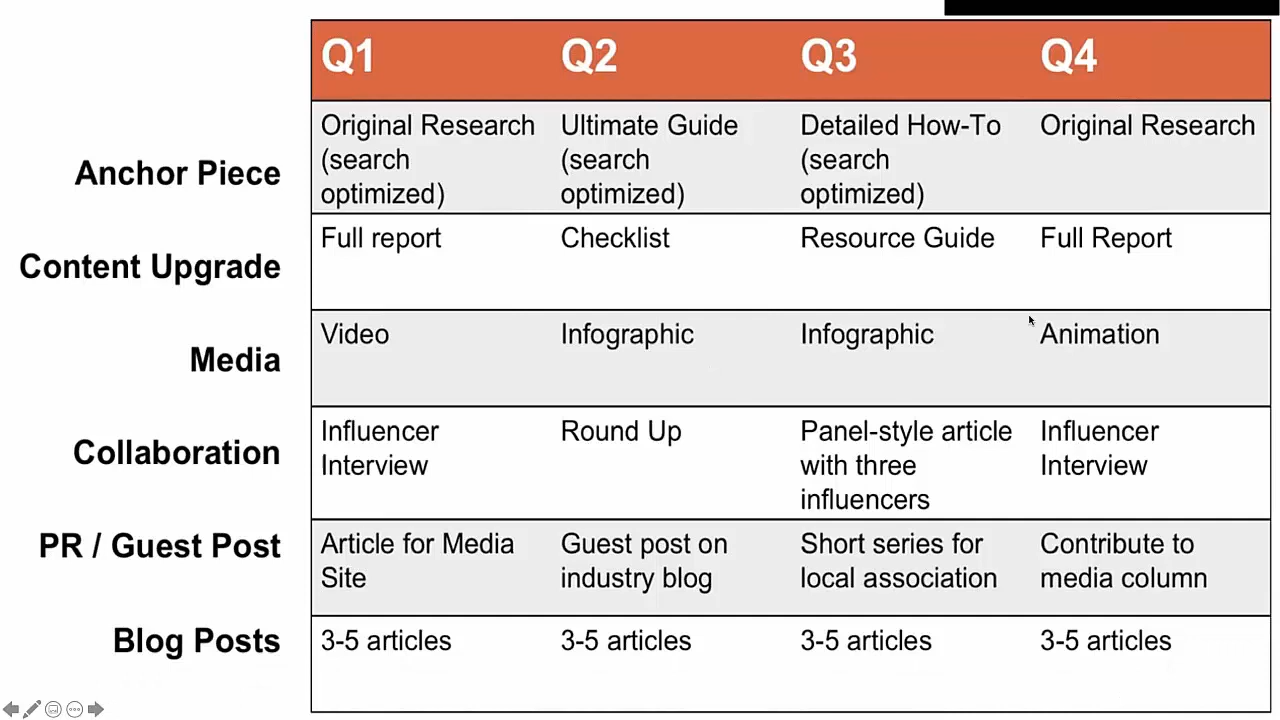 Q1 Q2 Q3 Q4
Anchor Piece
Original Research
(search
optimized)
Ultimate Guide
(search
optimized)
Detailed How-To
(search
optimized)
Original Research
Content Upgrade
Full report
Checklist
Resource Guide
Full Report
Media
Video
Infographic
Infographic
Animation
Collaboration
Influencer
Interview
Round Up
Panel-style article
with three
influencers
Influencer
Interview
PR / Guest Post
Article for Media
Site
Guest post on
industry blog
Short series for
local association
Contribute to
media column
Blog Posts
3-5 articles
3-5 articles
3-5 articles
3-5 articles